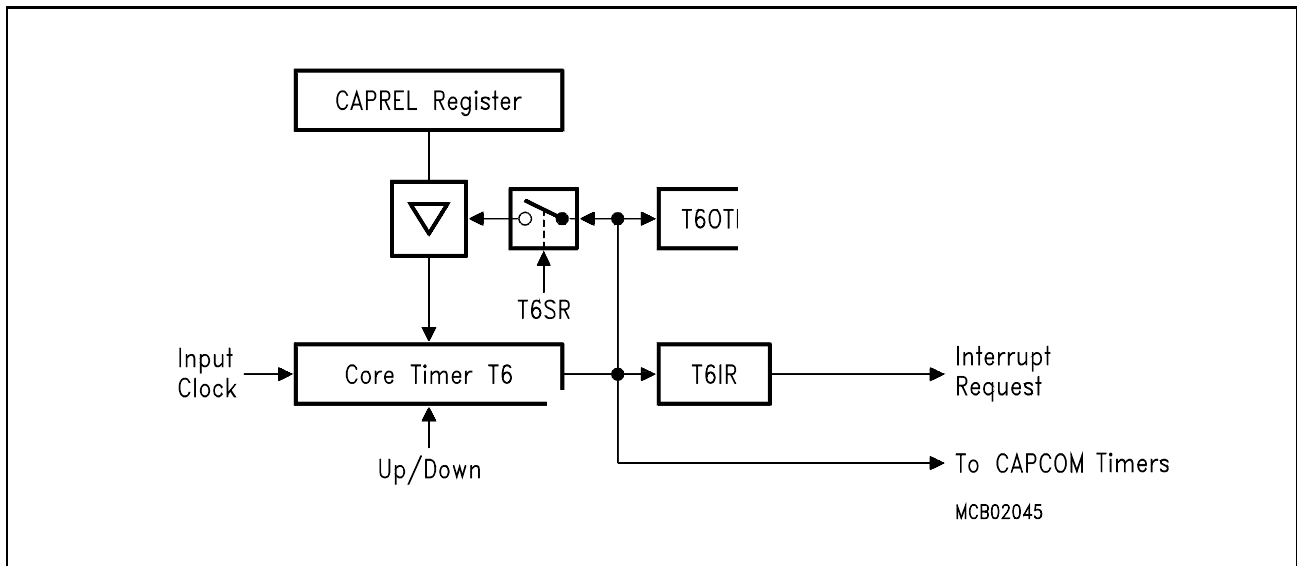 CAPREL Register
T6SR
Input
Clock
Core Timer T6
T6IR
Interrupt
Request
Up/Down
To CAPCOM Timers
MCB02045